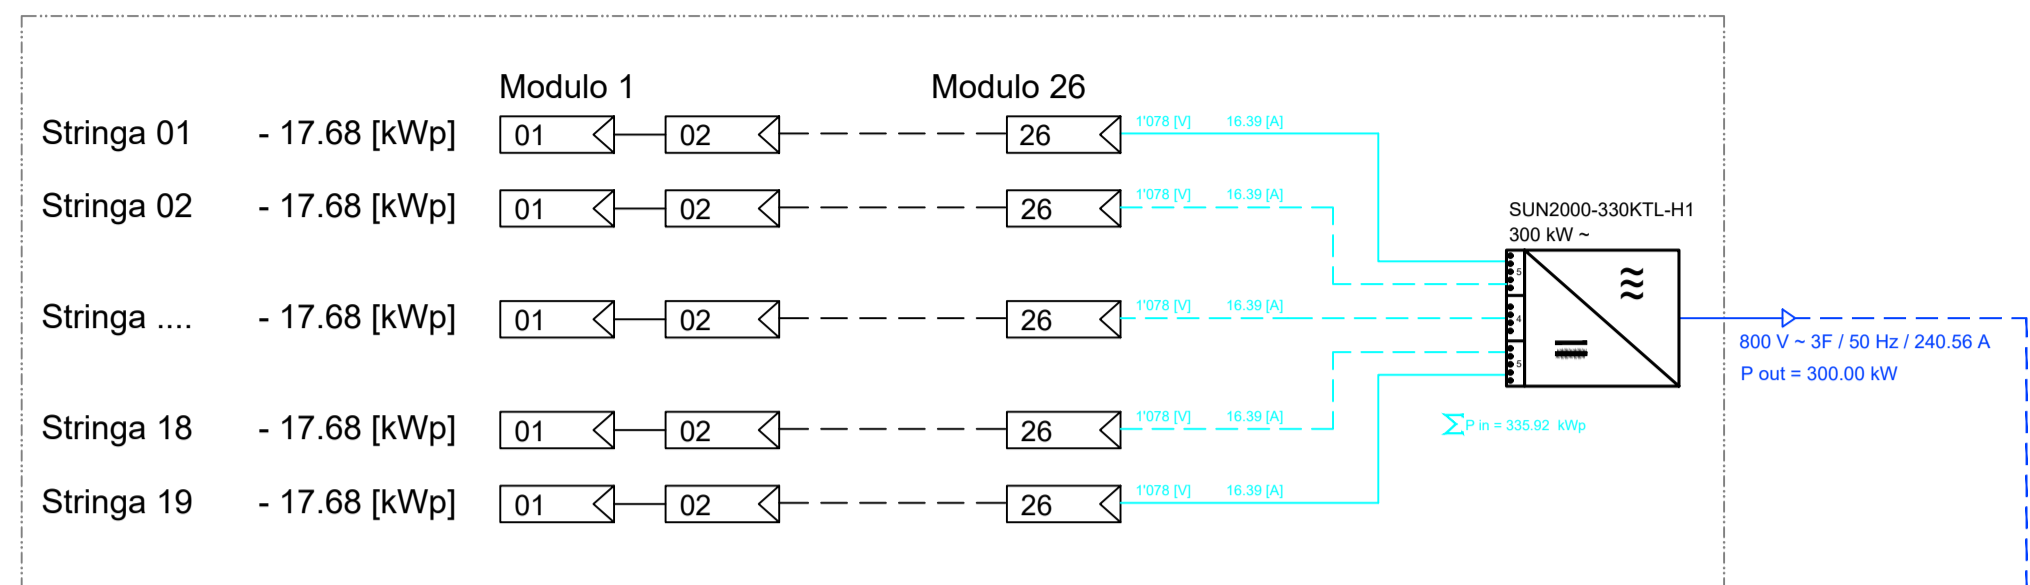 Modulo 1 Modulo 26
Stringa 01 - 17.68 [kWp] 01 02 26 1'078 [V] 16.39 [A]
Stringa 02 - 17.68 [kWp] 01 02 26 1'078 [V] 16.39 [A]
SUN2000-330KTL-H1
300 kW ~
5
Stringa .... - 17.68 [kWp] 01 02 26 1'078 [V] 16.39 [A]
4
800 V ~ 3F / 50 Hz / 240.56 A
5
P out = 300.00 kW
Stringa 18 - 17.68 [kWp] 01 02 26 1'078 [V] 16.39 [A]
∑P in = 335.92 kWp
Stringa 19 - 17.68 [kWp] 01 02 26 1'078 [V] 16.39 [A]